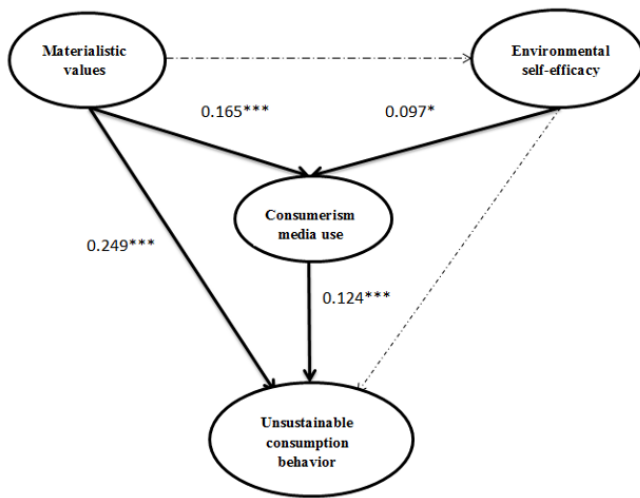 Materialistic
values
Environmental
self-efficacy
0.165***
0.097*
Consumerism
media use
0.249***
0.124***
Unsustainable
consumption
behavior